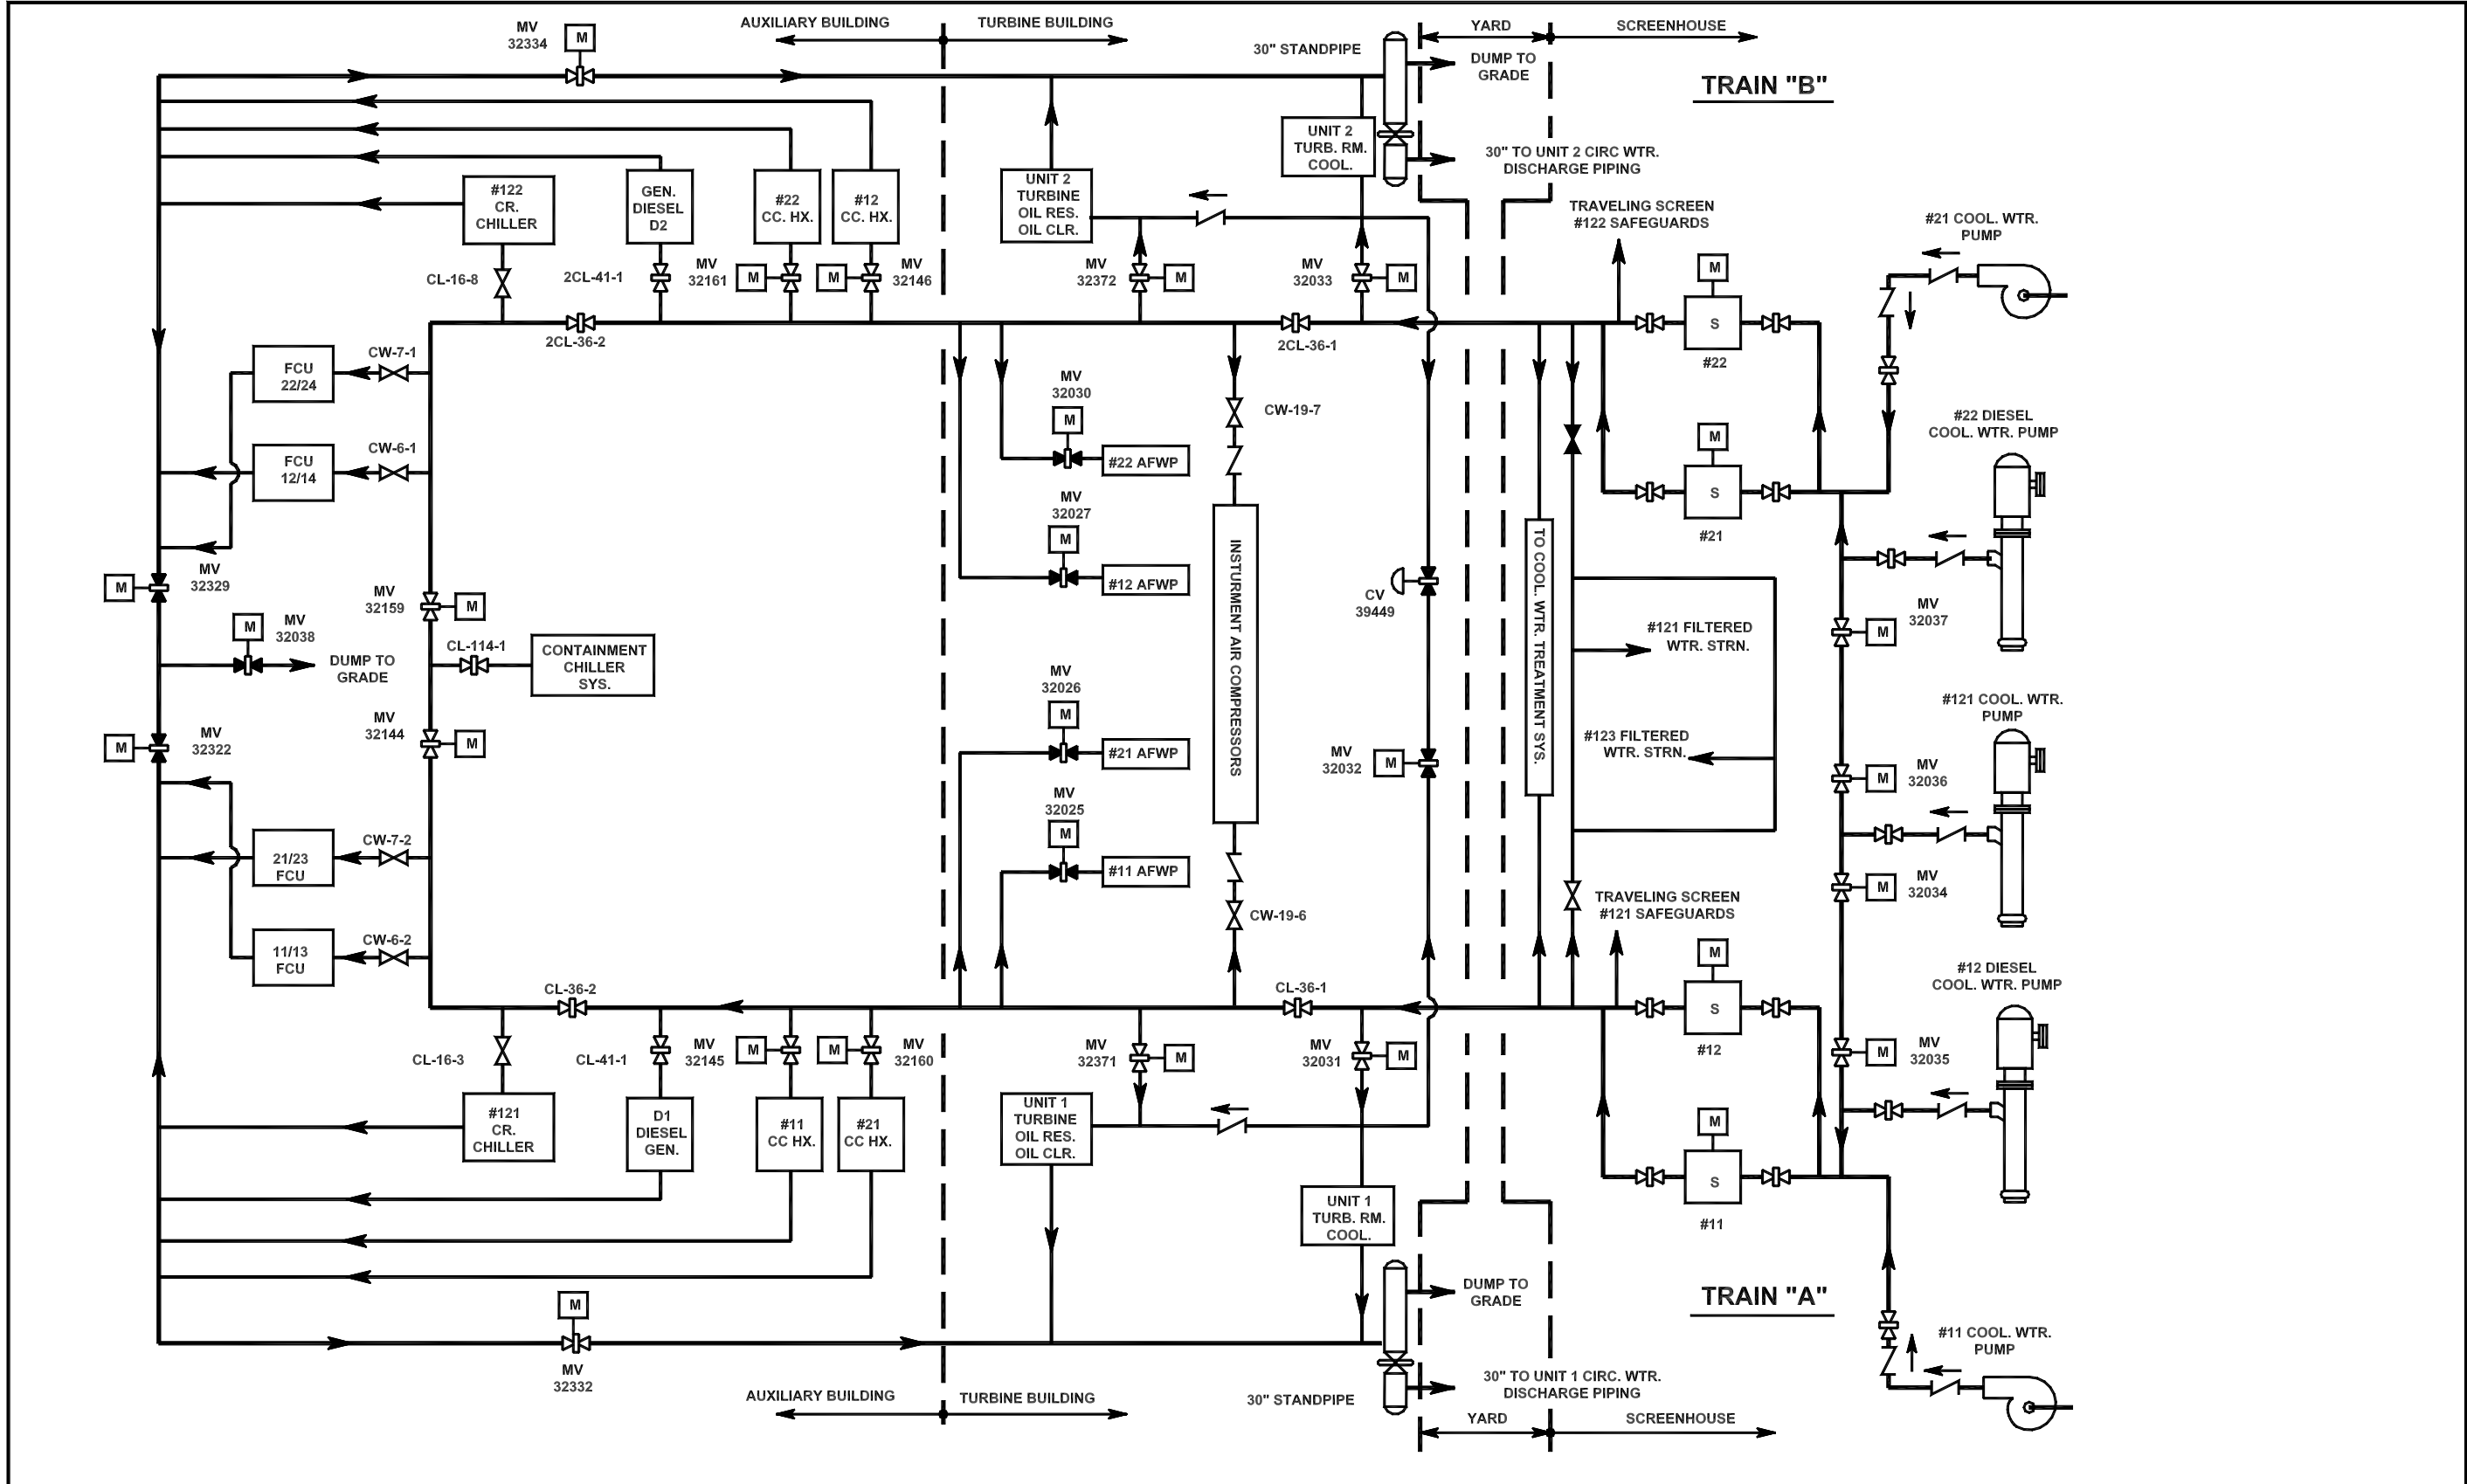 MV
32334
M
AUXILIARY BUILDING
TURBINE BUILDING
YARD
SCREENHOUSE
30" STANDPIPE
DUMP TO
GRADE
TRAIN "B"
UNIT 2
TURB. RM.
COOL.
30" TO UNIT 2 CIRC WTR.
DISCHARGE PIPING
#122
CR.
CHILLER
GEN.
DIESEL
D2
#22
CC. HX.
#12
CC. HX.
UNIT 2
TURBINE
OIL RES.
OIL CLR.
TRAVELING SCREEN
#122 SAFEGUARDS
#21 COOL. WTR.
PUMP
CL-16-8
2CL-41-1
MV
32161
M
M
MV
32146
MV
32372
M
MV
32033
M
M
S
#22
2CL-36-2
2CL-36-1
FCU
22/24
CW-7-1
MV
32030
M
#22 AFWP
CW-19-7
#22 DIESEL
COOL. WTR. PUMP
FCU
12/14
CW-6-1
M
S
#21
MV
32027
M
#12 AFWP
INSTURMENT AIR COMPRESSORS
TO COOL. WTR. TREATMENT SYS.
M
MV
32329
MV
32159
M
CV
39449
MV
32037
M
M
MV
32038
DUMP TO
GRADE
CL-114-1
CONTAINMENT
CHILLER
SYS.
#121 FILTERED
WTR. STRN.
MV
32026
M
#21 AFWP
#121 COOL. WTR.
PUMP
M
MV
32322
MV
32144
M
MV
32032
M
#123 FILTERED
WTR. STRN.
M
MV
32036
MV
32025
M
#11 AFWP
21/23
FCU
CW-7-2
M
MV
32034
TRAVELING SCREEN
#121 SAFEGUARDS
CW-19-6
11/13
FCU
CW-6-2
#12 DIESEL
COOL. WTR. PUMP
CL-36-2
CL-36-1
M
S
#12
CL-16-3
CL-41-1
MV
32145
M
M
MV
32160
MV
32371
M
MV
32031
M
M
MV
32035
#121
CR.
CHILLER
D1
DIESEL
GEN.
#11
CC HX.
#21
CC HX.
UNIT 1
TURBINE
OIL RES.
OIL CLR.
M
S
#11
UNIT 1
TURB. RM.
COOL.
DUMP TO
GRADE
TRAIN "A"
M
MV
32332
#11 COOL. WTR.
PUMP
30" TO UNIT 1 CIRC. WTR.
DISCHARGE PIPING
30" STANDPIPE
AUXILIARY BUILDING
TURBINE BUILDING
YARD
SCREENHOUSE